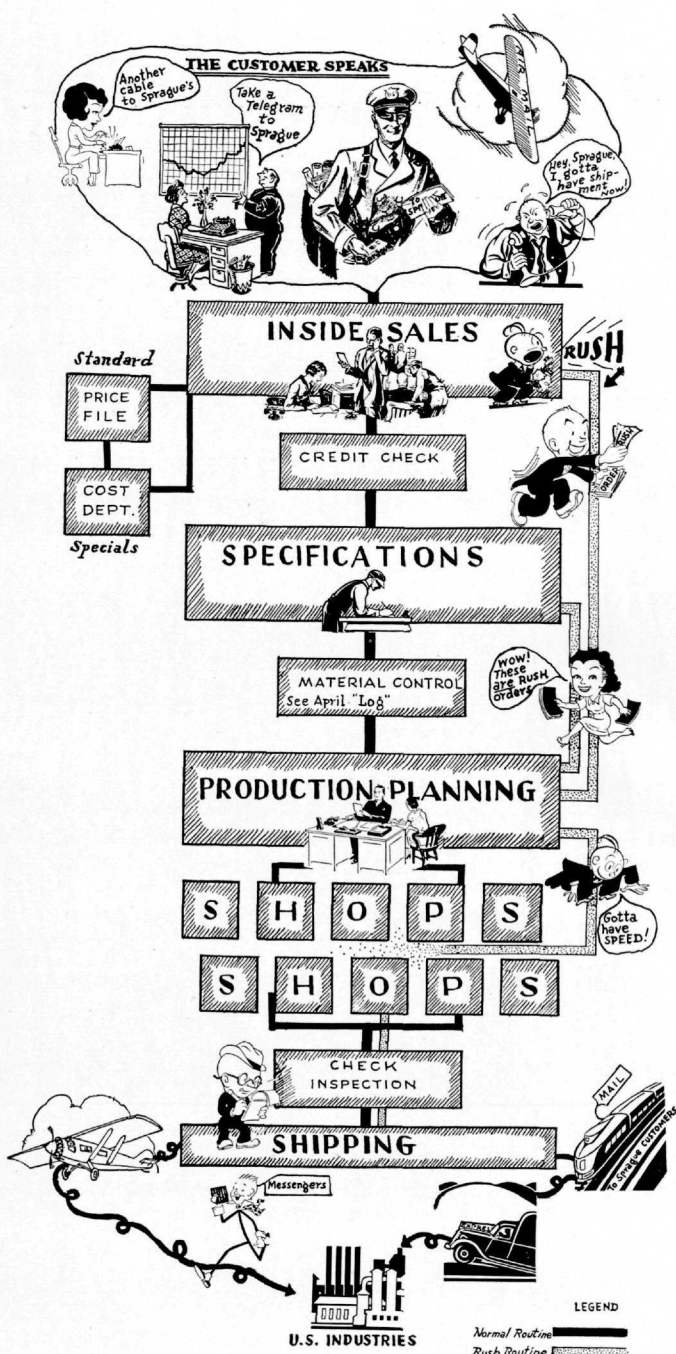 THE CUSTOMER SPEAKS
Another
cable
to Sprague's
Take a
Telegram
to
Sprague
AIR MAIL
TO
Hey, Sprague,
I gotta
have ship-
ment
now!
INSIDE SALES
RUSH
Standard
PRICE
FILE
COST
DEPT.
Specials
CREDIT CHECK
RUSH
ORDER
SPECIFICATIONS
WOW!
These
are RUSH
orders
MATERIAL CONTROL
See April "Log"
PRODUCTION PLANNING
S H O P S
Gotta
have
SPEED!
S H O P S
CHECK
INSPECTION
SHIPPING
MAIL
To Sprague CUSTOMERS
Messengers
U.S. INDUSTRIES
LEGEND
Normal Routine
Rush Routine